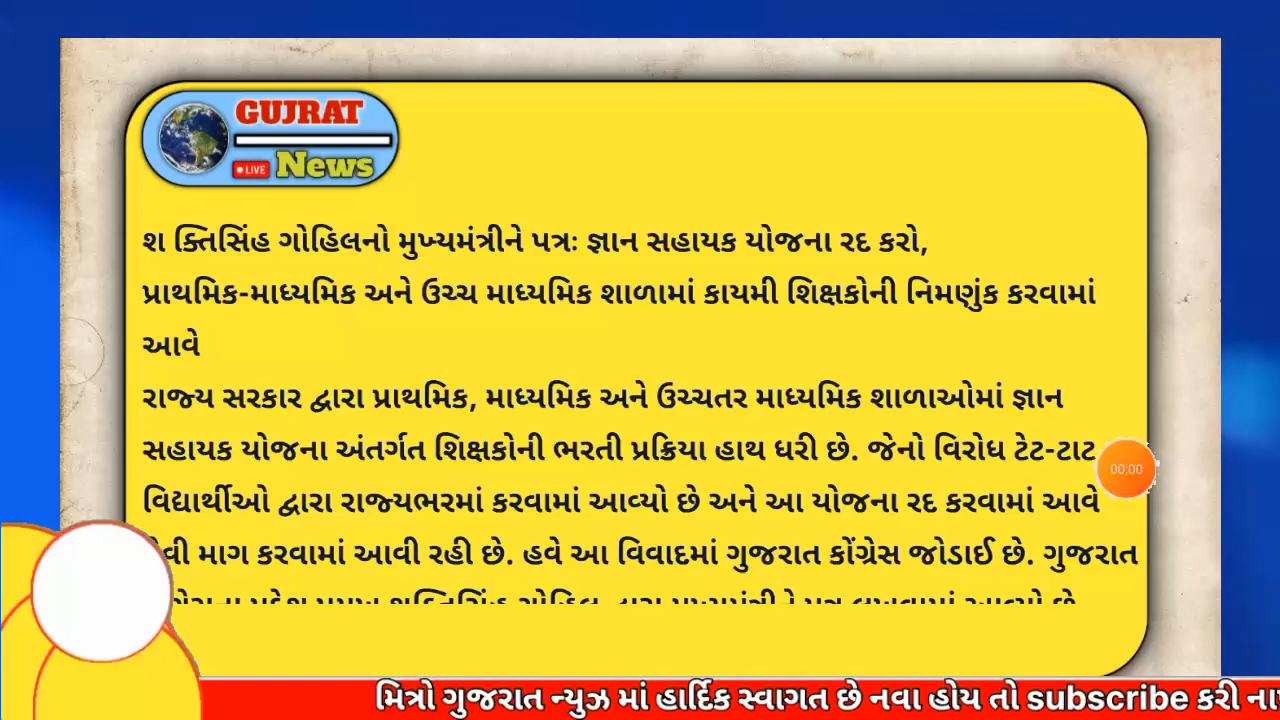 GUJRAT
LIVE News
શ ક્તિસિંહ ગોહિલનો મુખ્યમંત્રીને પત્રઃ જ્ઞાન સહાયક યોજના રદ કરો,
પ્રાથમિક-માધ્યમિક અને ઉચ્ચ માધ્યમિક શાળામાં કાયમી શિક્ષકોની નિમણુંક કરવામાં
આવે
રાજ્ય સરકાર દ્વારા પ્રાથમિક, માધ્યમિક અને ઉચ્ચતર માધ્યમિક શાળાઓમાં જ્ઞાન
સહાયક યોજના અંતર્ગત શિક્ષકોની ભરતી પ્રક્રિયા હાથ ધરી છે. જેનો વિરોધ ટેટ-ટાટ
00:00
વિદ્યાર્થીઓ દ્વારા રાજ્યભરમાં કરવામાં આવ્યો છે અને આ યોજના રદ કરવામાં આવે
માગ કરવામાં આવી રહી છે. હવે આ વિવાદમાં ગુજરાત કોંગ્રેસ જોડાઈ છે. ગુજરાત
મિત્રો ગુજરાત ન્યુઝ માં હાર્દિક સ્વાગત છે નવા હોય તો subscribe કરી